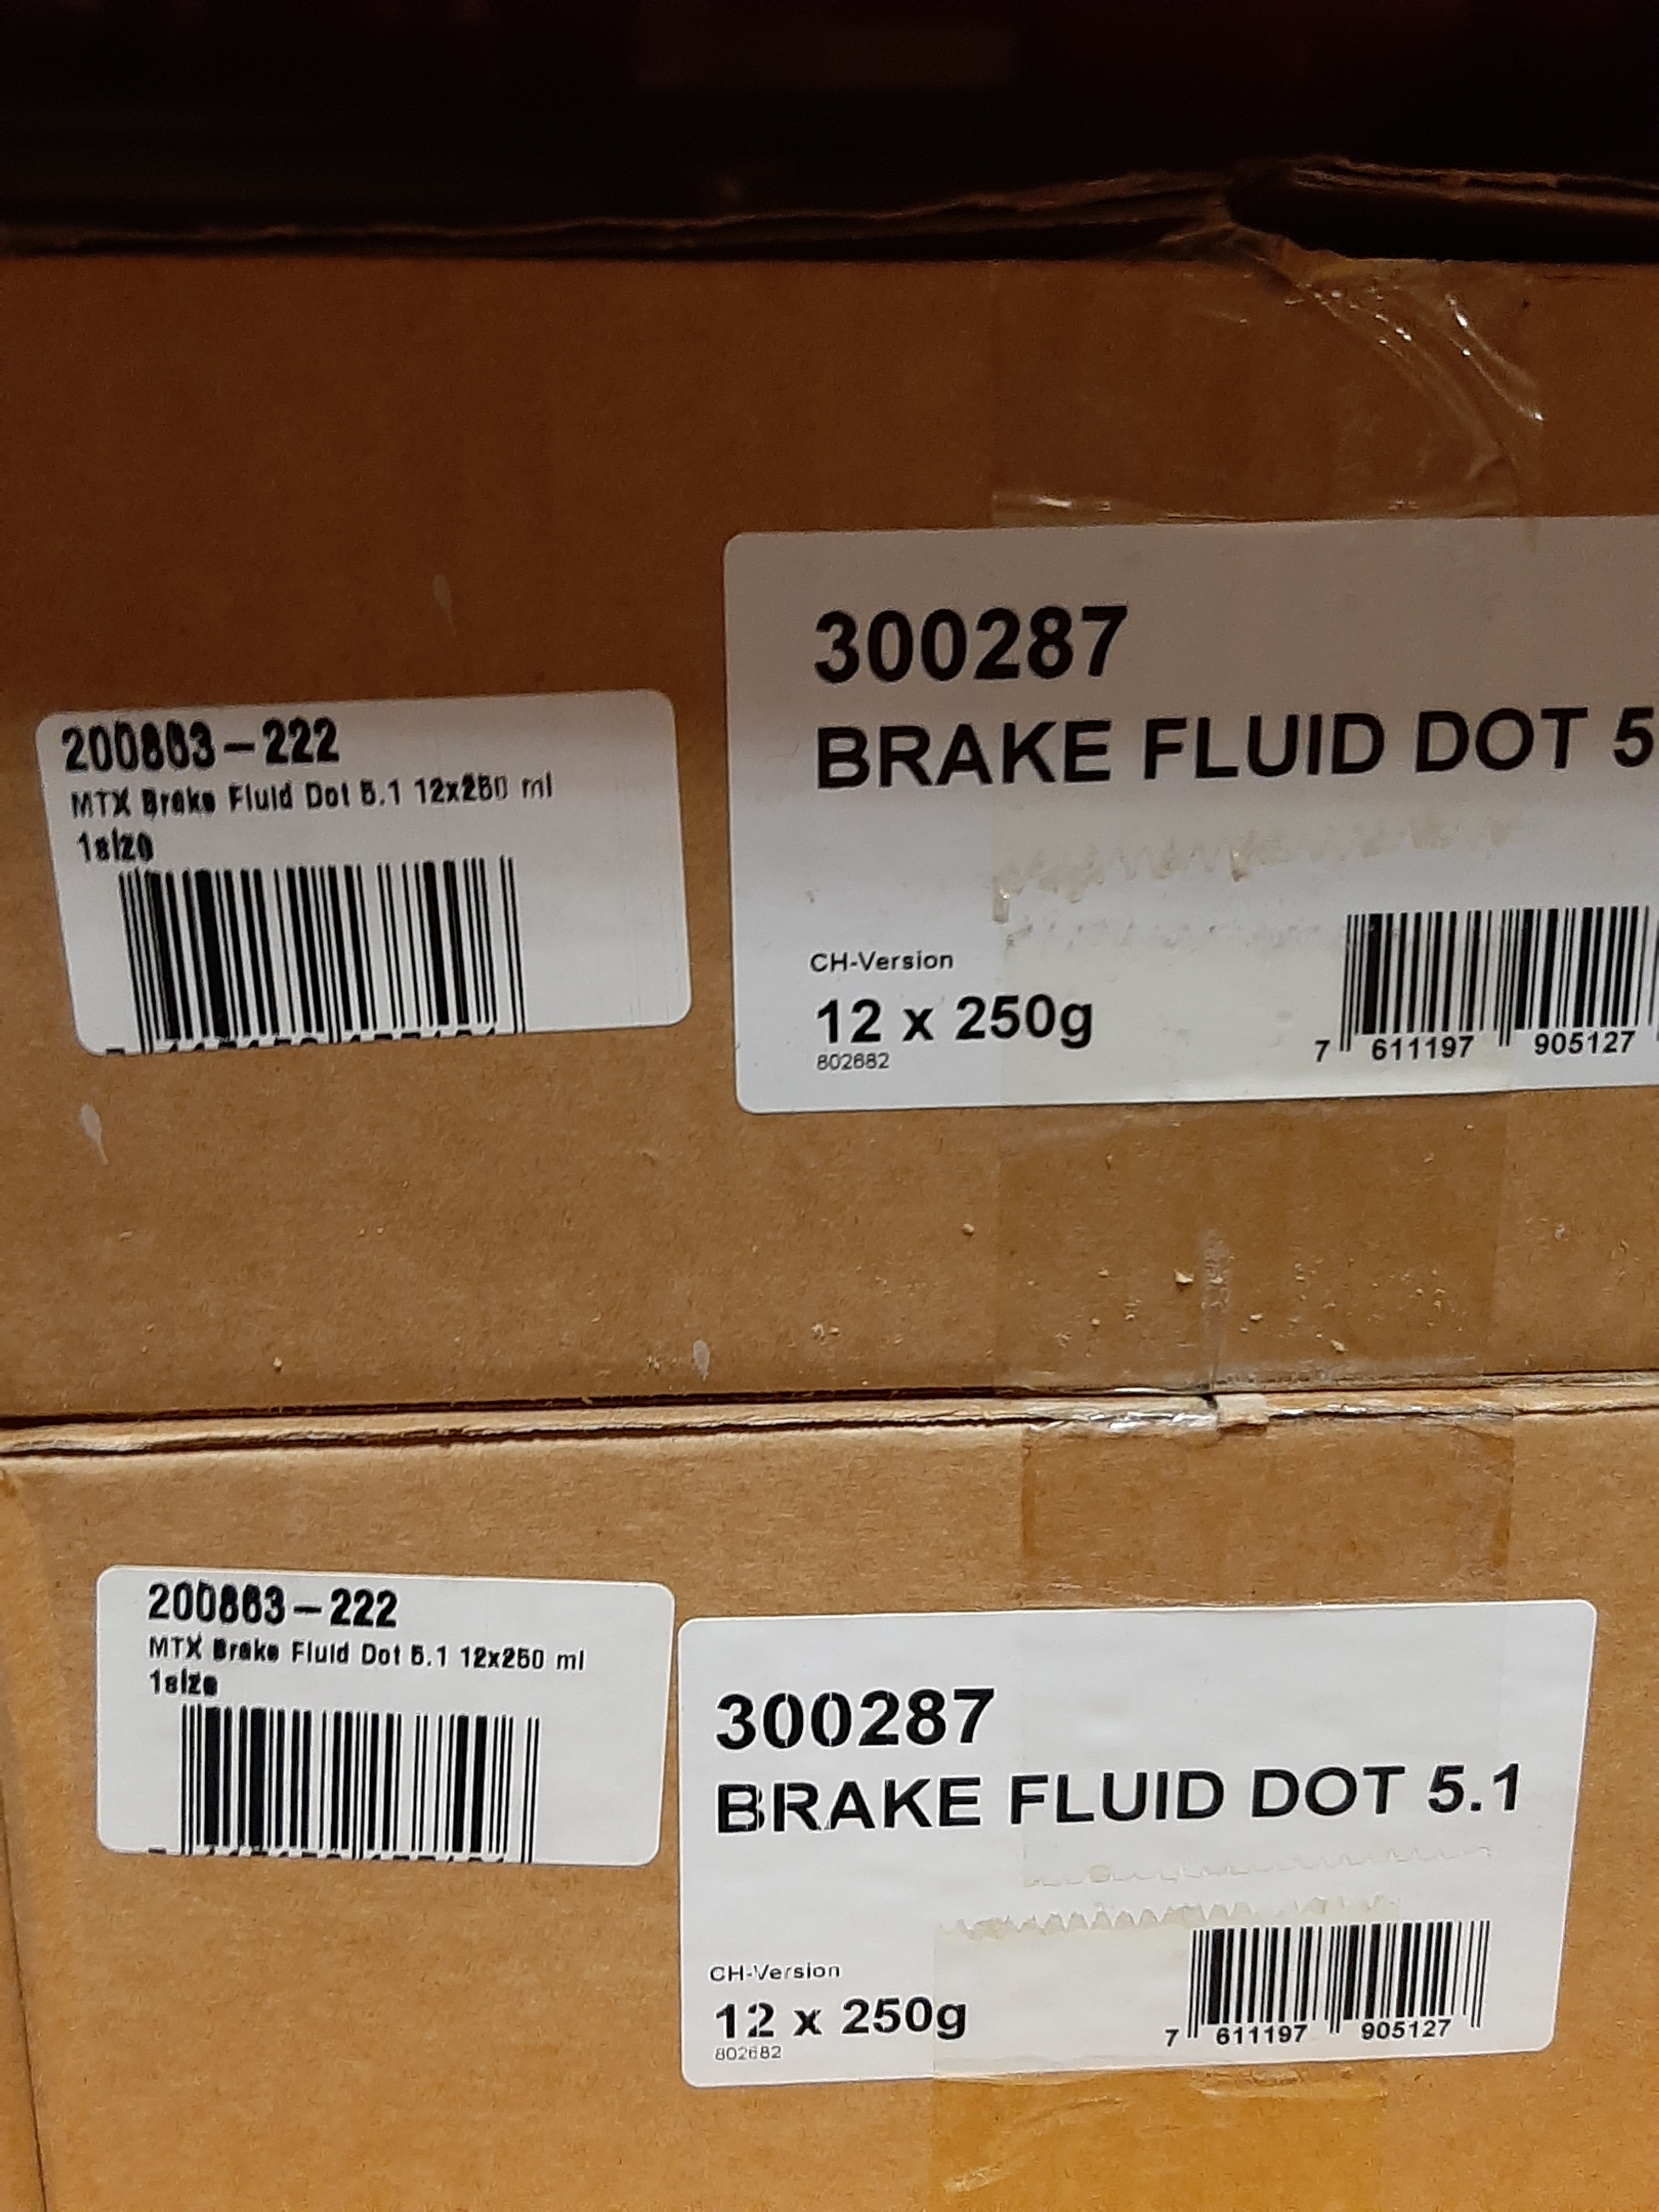 200863-222
MTX Brake Fluid Dot 5.1 12x250 ml
1size
300287
BRAKE FLUID DOT 5
CH-Version
12 x 250g
802682
7 611197 905127
200863-222
MTX Brake Fluid Dot 5.1 12x250 ml
1size
300287
BRAKE FLUID DOT 5.1
CH-Version
12 x 250g
802682
7 611197 905127